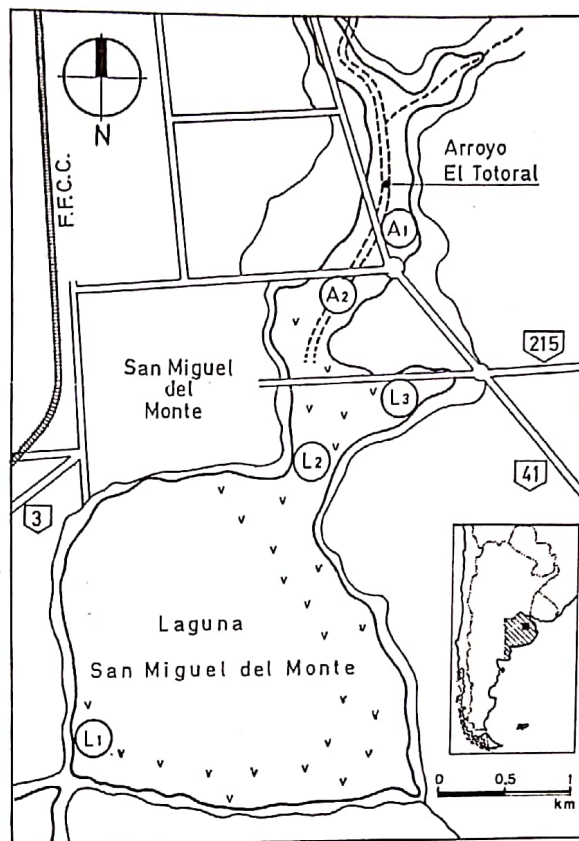 N
F.F.C.C.
Arroyo
El Totoral
A1
A2
215
San Miguel
del
Monte
L3
L2
41
3
Laguna
San Miguel del Monte
L1
0 0,5 1
km